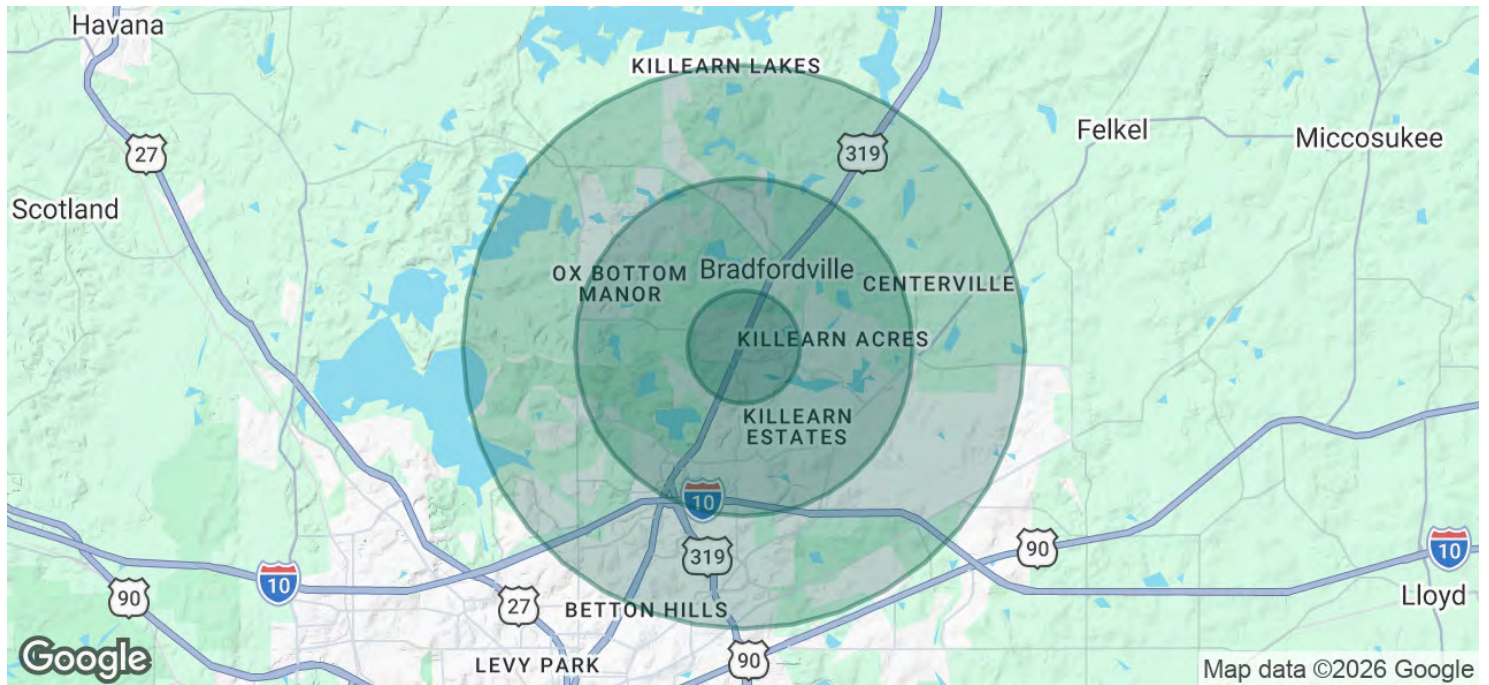 Havana
KILLEARN LAKES
Felkel
Miccosukee
27
319
Scotland
OX BOTTOM
MANOR
Bradfordville
CENTERVILLE
KILLEARN ACRES
KILLEARN
ESTATES
10
319
90
10
10
90
27
BETTON HILLS
Lloyd
LEVY PARK
90
Google
Map data ©2026 Google